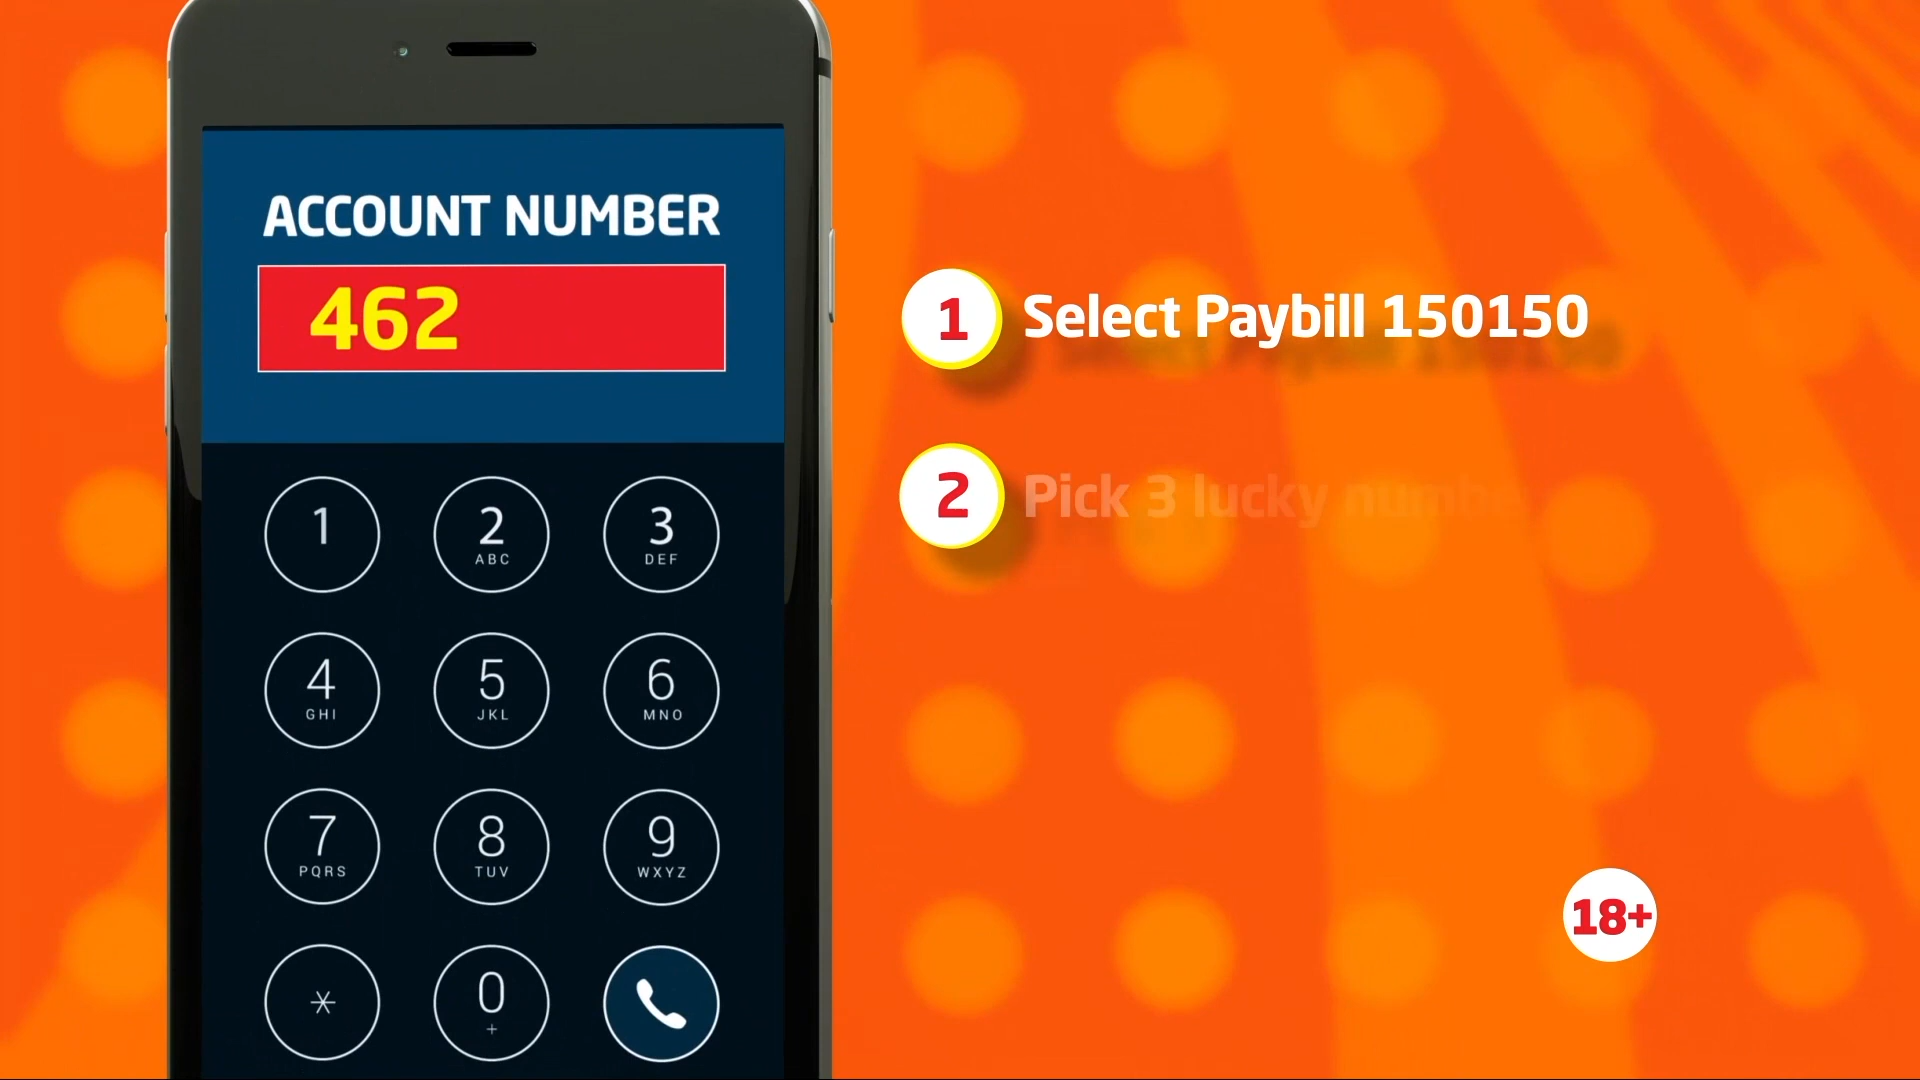 ACCOUNT NUMBER
462
1 Select Paybill 150150
2 Pick 3 lucky numbe
1
2 ABC
3 DEF
4 GHI
5 JKL
6 MNO
7 PQRS
8 TUV
9 WXYZ
*
0 +
18+